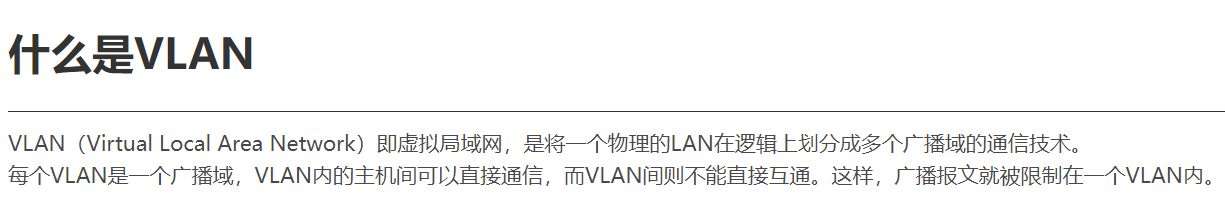 什么是VLAN
VLAN（Virtual Local Area Network）即虚拟局域网，是将一个物理的LAN在逻辑上划分成多个广播域的通信技术。
每个VLAN是一个广播域，VLAN内的主机间可以直接通信，而VLAN间则不能直接互通。这样，广播报文就被限制在一个VLAN内。